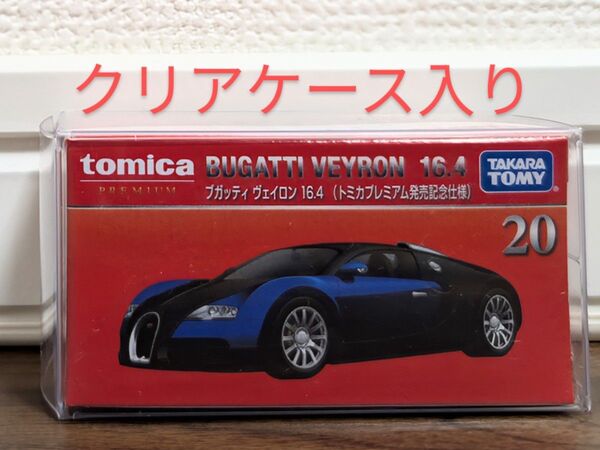 クリアケース入り
tomica BUGATTI VEYRON 16.4 TAKARA TOMY
PREMIUM ブガッティ ヴェイロン 16.4 (トミカプレミアム発売記念仕様)
20